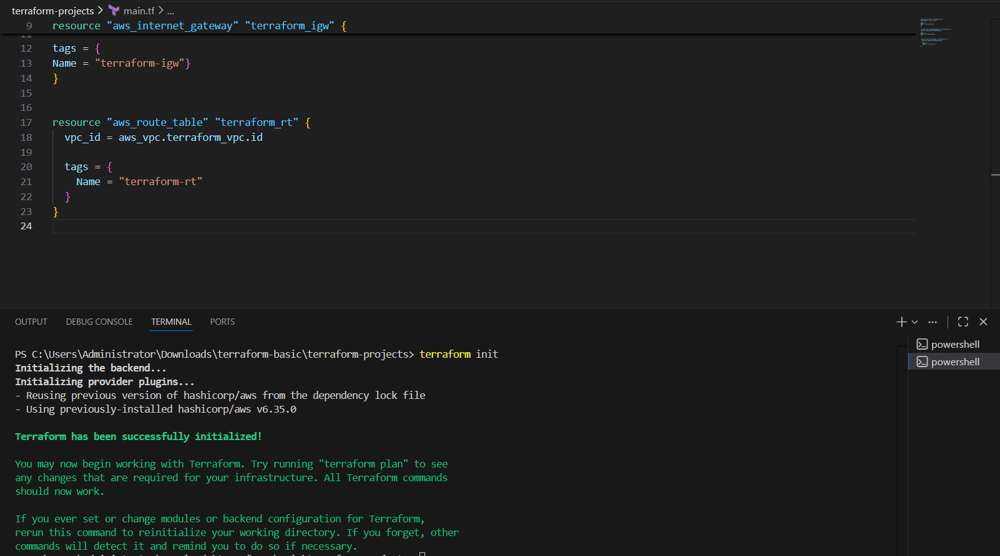 terraform-projects > main.tf > ...
9 resource "aws_internet_gateway" "terraform_igw" {
11
12 tags = {
13 Name = "terraform-igw"}
14 }
15
16
17 resource "aws_route_table" "terraform_rt" {
18 vpc_id = aws_vpc.terraform_vpc.id
19
20 tags = {
21 Name = "terraform-rt"
22 }
23 }
24
OUTPUT DEBUG CONSOLE TERMINAL PORTS
powershell
powershell
PS C:\Users\Administrator\Downloads\terraform-basic\terraform-projects> terraform init
Initializing the backend...
Initializing provider plugins...
- Reusing previous version of hashicorp/aws from the dependency lock file
- Using previously-installed hashicorp/aws v6.35.0
Terraform has been successfully initialized!
You may now begin working with Terraform. Try running "terraform plan" to see
any changes that are required for your infrastructure. All Terraform commands
should now work.
If you ever set or change modules or backend configuration for Terraform,
rerun this command to reinitialize your working directory. If you forget, other
commands will detect it and remind you to do so if necessary.